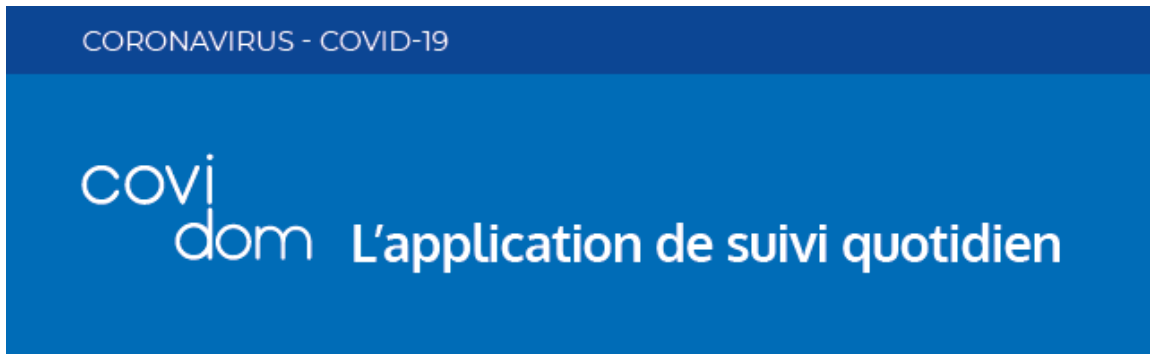 CORONAVIRUS - COVID-19
covi
dom L’application de suivi quotidien